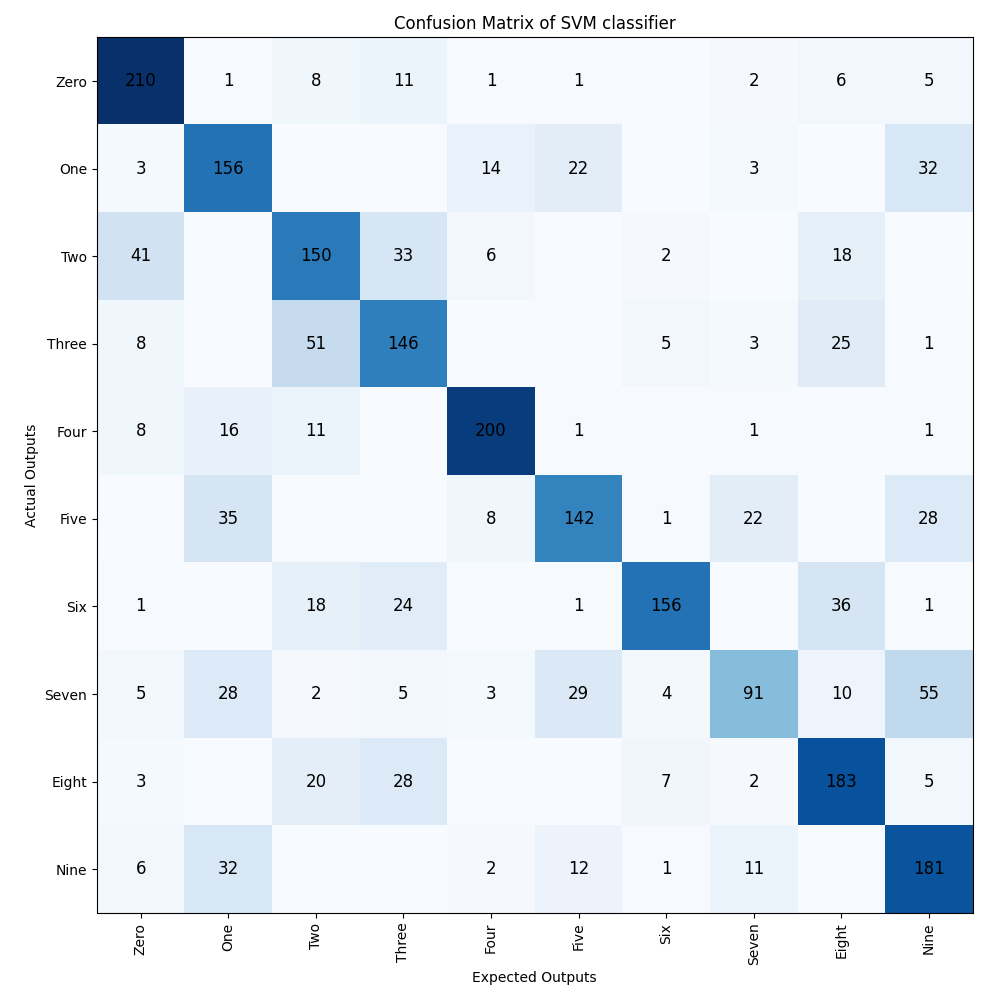 Confusion Matrix of SVM classifier
Zero 210 1 8 11 1 1 2 6 5
One 3 156 14 22 3 32
Two 41 150 33 6 2 18
Three 8 51 146 5 3 25 1
Four 8 16 11 200 1 1 1
Five 35 8 142 1 22 28
Six 1 18 24 1 156 36 1
Seven 5 28 2 5 3 29 4 91 10 55
Eight 3 20 28 7 2 183 5
Nine 6 32 2 12 1 11 181
Actual Outputs
Zero One Two Three Four Five Six Seven Eight Nine
Expected Outputs